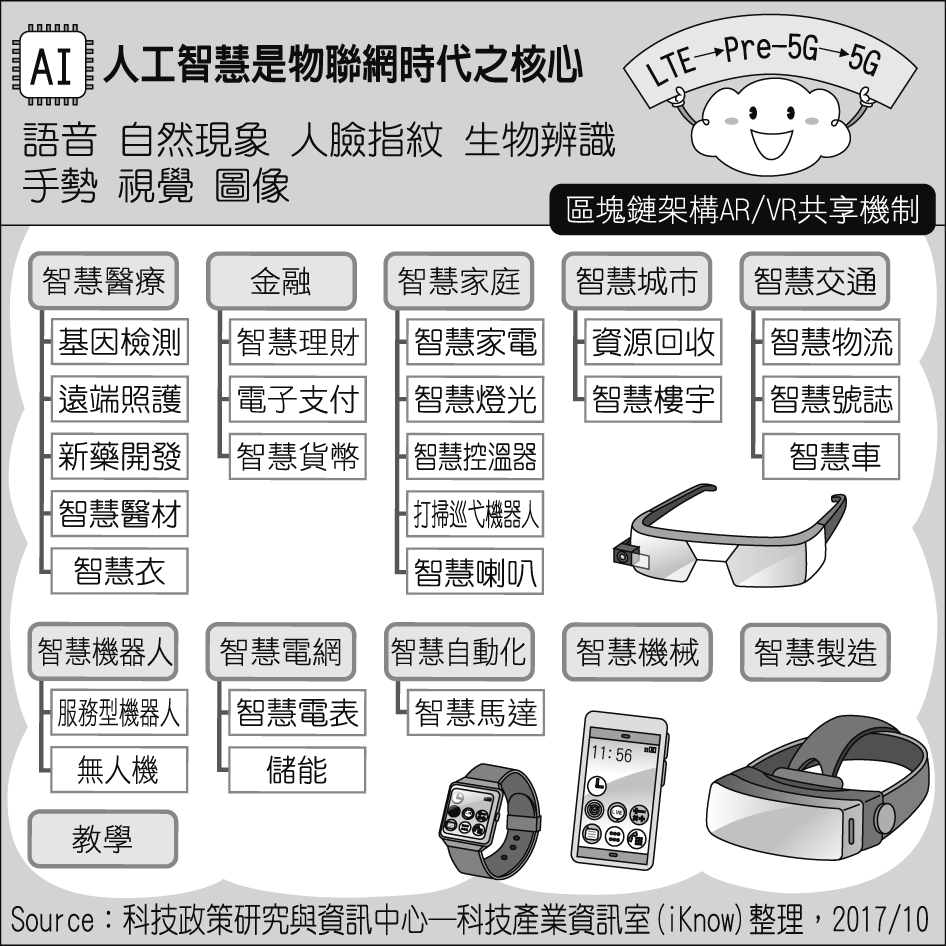 AI
人工智慧是物聯網時代之核心
LTE→Pre-5G→5G
語音 自然現象 人臉指紋 生物辨識
手勢 視覺 圖像
區塊鏈架構AR/VR共享機制
智慧醫療
基因檢測
遠端照護
新藥開發
智慧醫材
智慧衣
金融
智慧理財
電子支付
智慧貨幣
智慧家庭
智慧家電
智慧燈光
智慧控溫器
打掃巡弋機器人
智慧喇叭
智慧城市
資源回收
智慧樓宇
智慧交通
智慧物流
智慧號誌
智慧車
智慧機器人
服務型機器人
無人機
智慧電網
智慧電表
儲能
智慧自動化
智慧馬達
智慧機械
智慧製造
教學
11:56
Source：科技政策研究與資訊中心—科技產業資訊室(iKnow)整理，2017/10